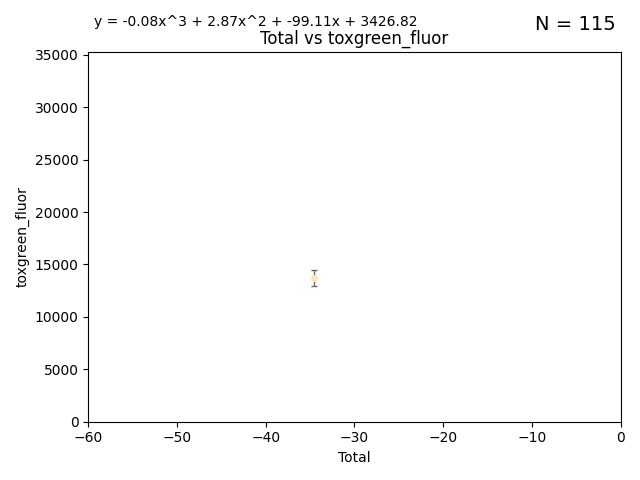 y = -0.08x^3 + 2.87x^2 + -99.11x + 3426.82
N = 115
Total vs toxgreen_fluor
35000
30000
25000
20000
15000
10000
5000
0
toxgreen_fluor
−60 −50 −40 −30 −20 −10 0
Total